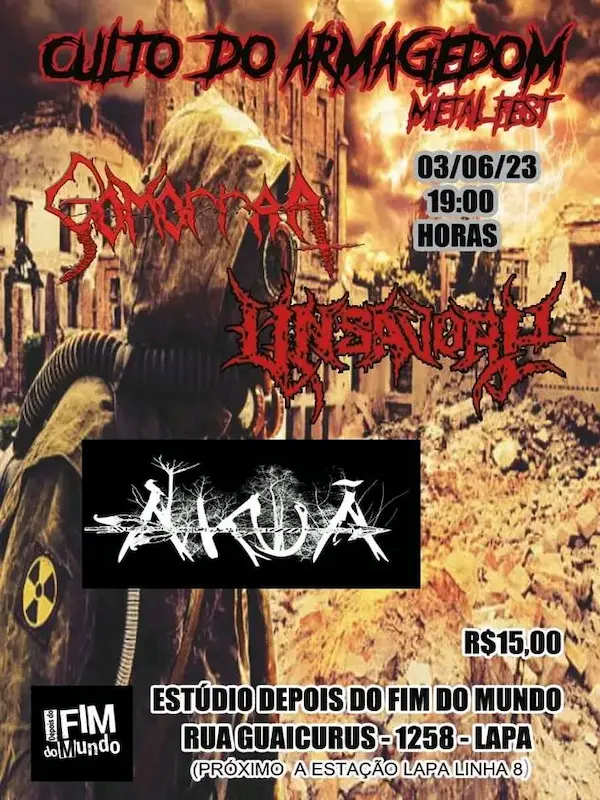 CULTO DO ARMAGEDOM
METAL FEST
03/06/23
19:00
HORAS
Gomorraa
UNSAVORY
AKUÃ
R$15,00
Depois do
FIM
do Mundo
ESTÚDIO DEPOIS DO FIM DO MUNDO
RUA GUAICURUS - 1258 - LAPA
(PRÓXIMO A ESTAÇÃO LAPA LINHA 8)